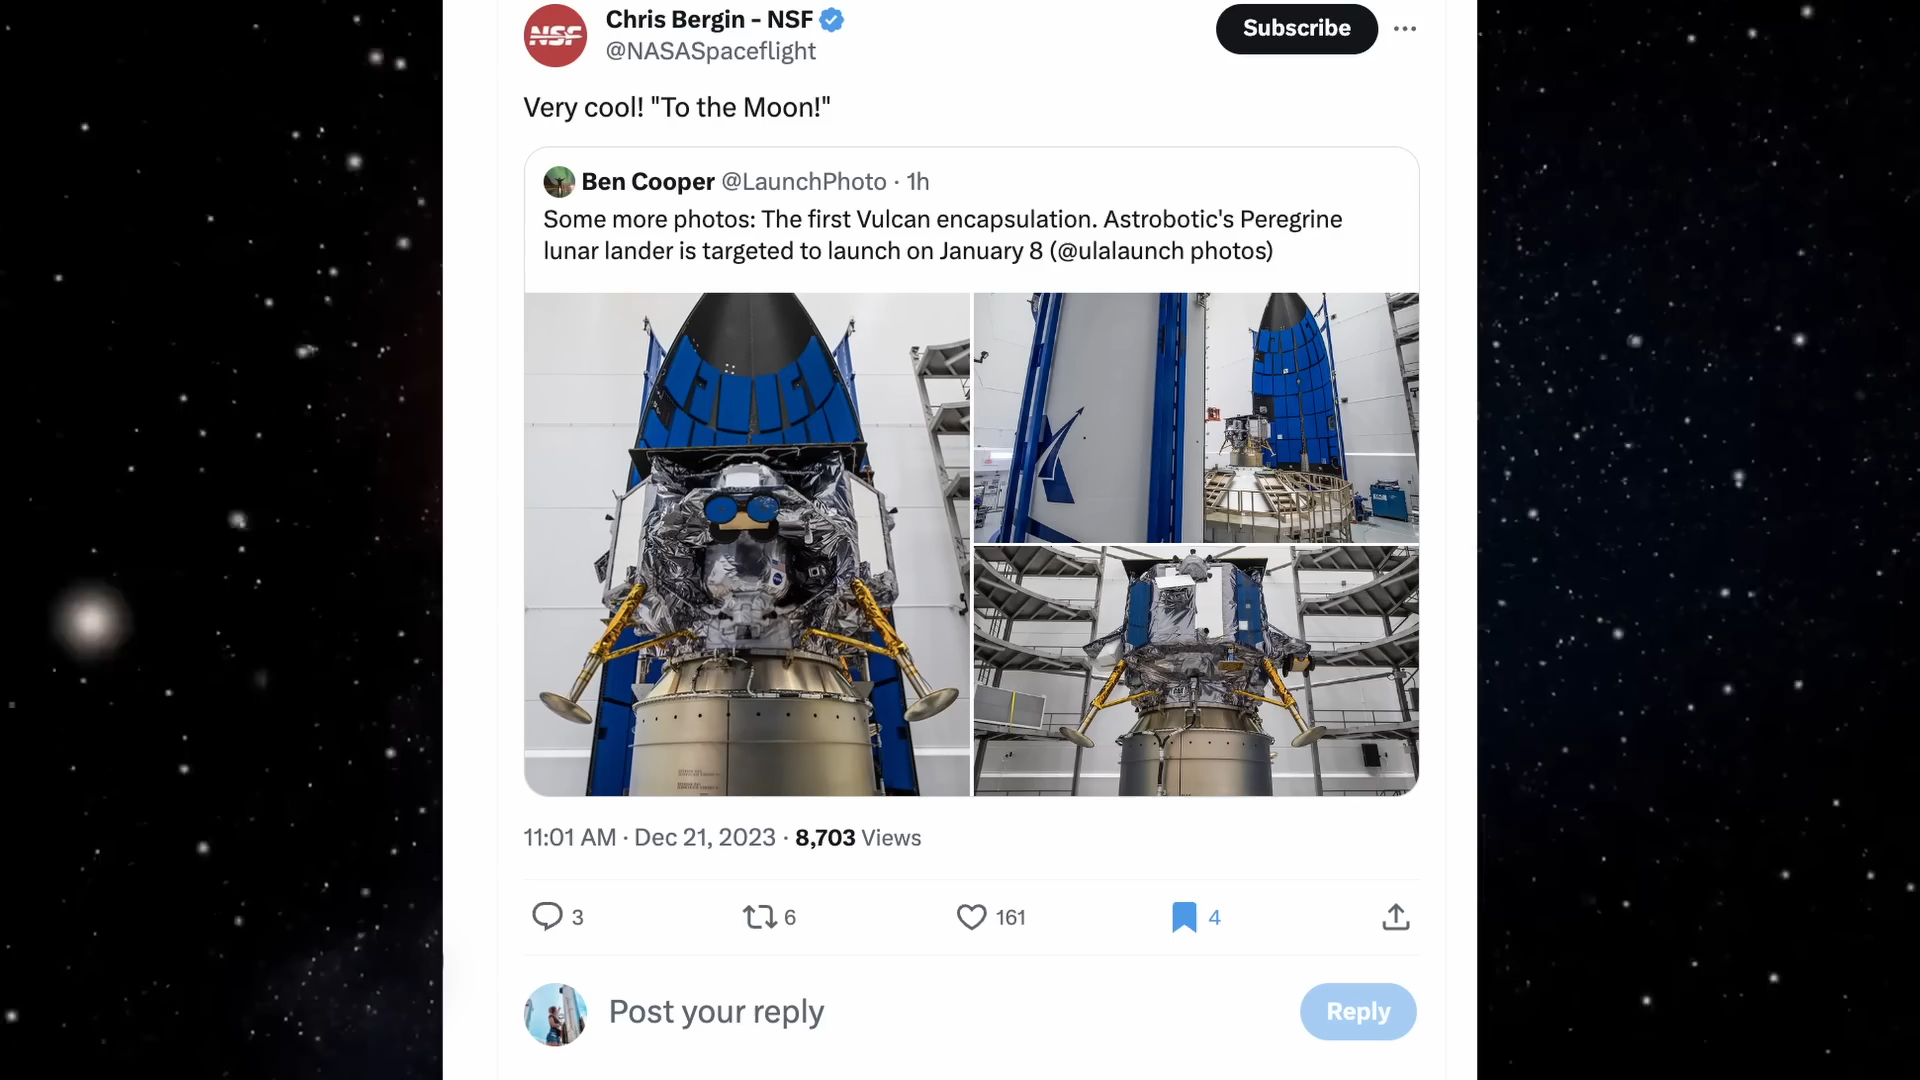 NSF
Chris Bergin - NSF
@NASASpaceflight
Subscribe
Very cool! "To the Moon!"
Ben Cooper @LaunchPhoto · 1h
Some more photos: The first Vulcan encapsulation. Astrobotic's Peregrine
lunar lander is targeted to launch on January 8 (@ulalaunch photos)
11:01 AM · Dec 21, 2023 · 8,703 Views
3
6
161
4
Post your reply
Reply